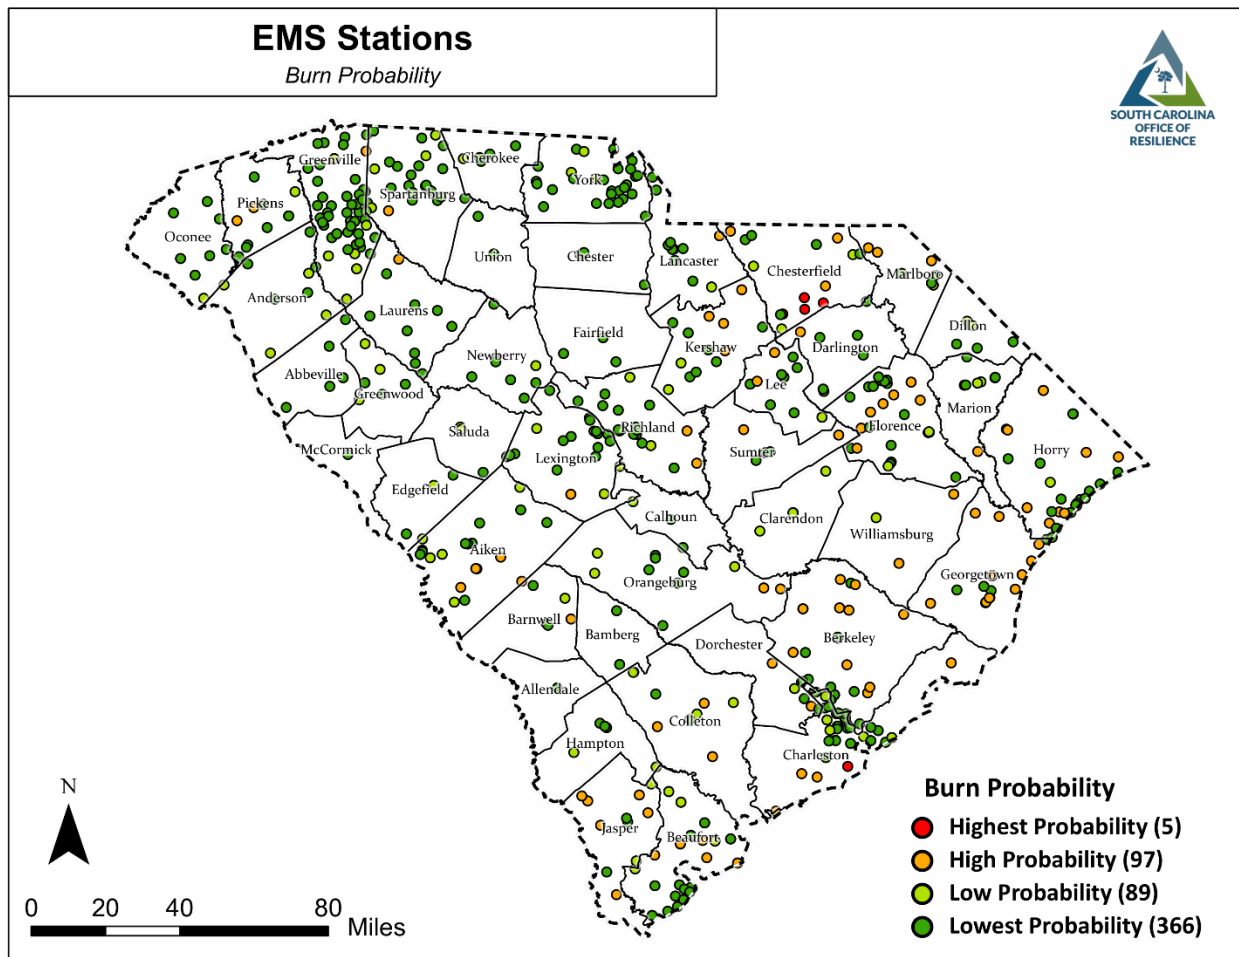 EMS Stations
Burn Probability
SOUTH CAROLINA
OFFICE OF
RESILIENCE
Greenville
Cherokee
York
Spartanburg
Pickens
Oconee
Union
Chester
Lancaster
Chesterfield
Marlboro
Anderson
Laurens
Fairfield
Kershaw
Darlington
Dillon
Newberry
Abbeville
Greenwood
Lee
Marion
Saluda
Richland
Florence
McCormick
Lexington
Sumter
Horry
Edgefield
Calhoun
Clarendon
Williamsburg
Aiken
Orangeburg
Georgetown
Barnwell
Bamberg
Dorchester
Berkeley
Allendale
Colleton
Hampton
Charleston
Jasper
Beaufort
N
0 20 40 80 Miles
Burn Probability
Highest Probability (5)
High Probability (97)
Low Probability (89)
Lowest Probability (366)